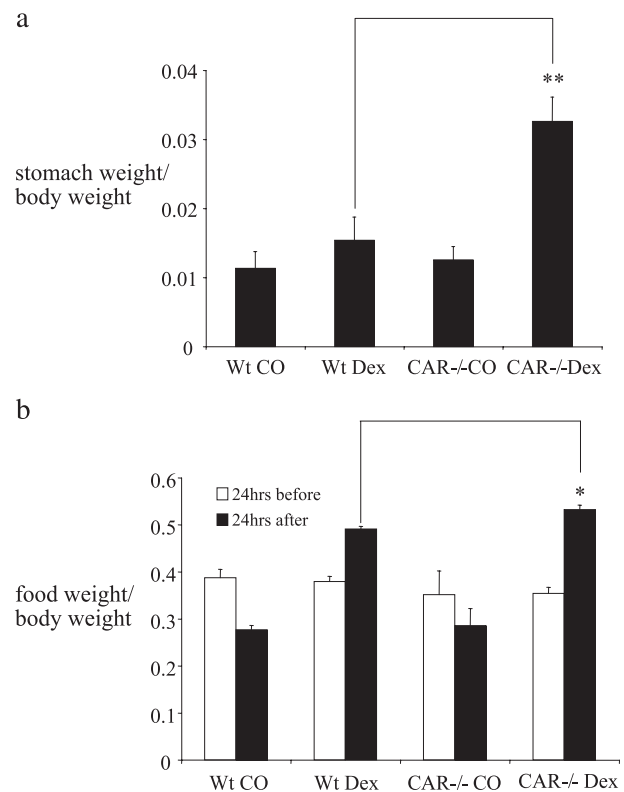 a
0.04
**
0.03
stomach weight/
body weight
0.02
0.01
0
Wt CO Wt Dex CAR-/-CO CAR-/-Dex
b
0.6
24hrs before
*
24hrs after
0.5
0.4
food weight/
body weight
0.3
0.2
0.1
0
Wt CO Wt Dex CAR-/- CO CAR-/- Dex